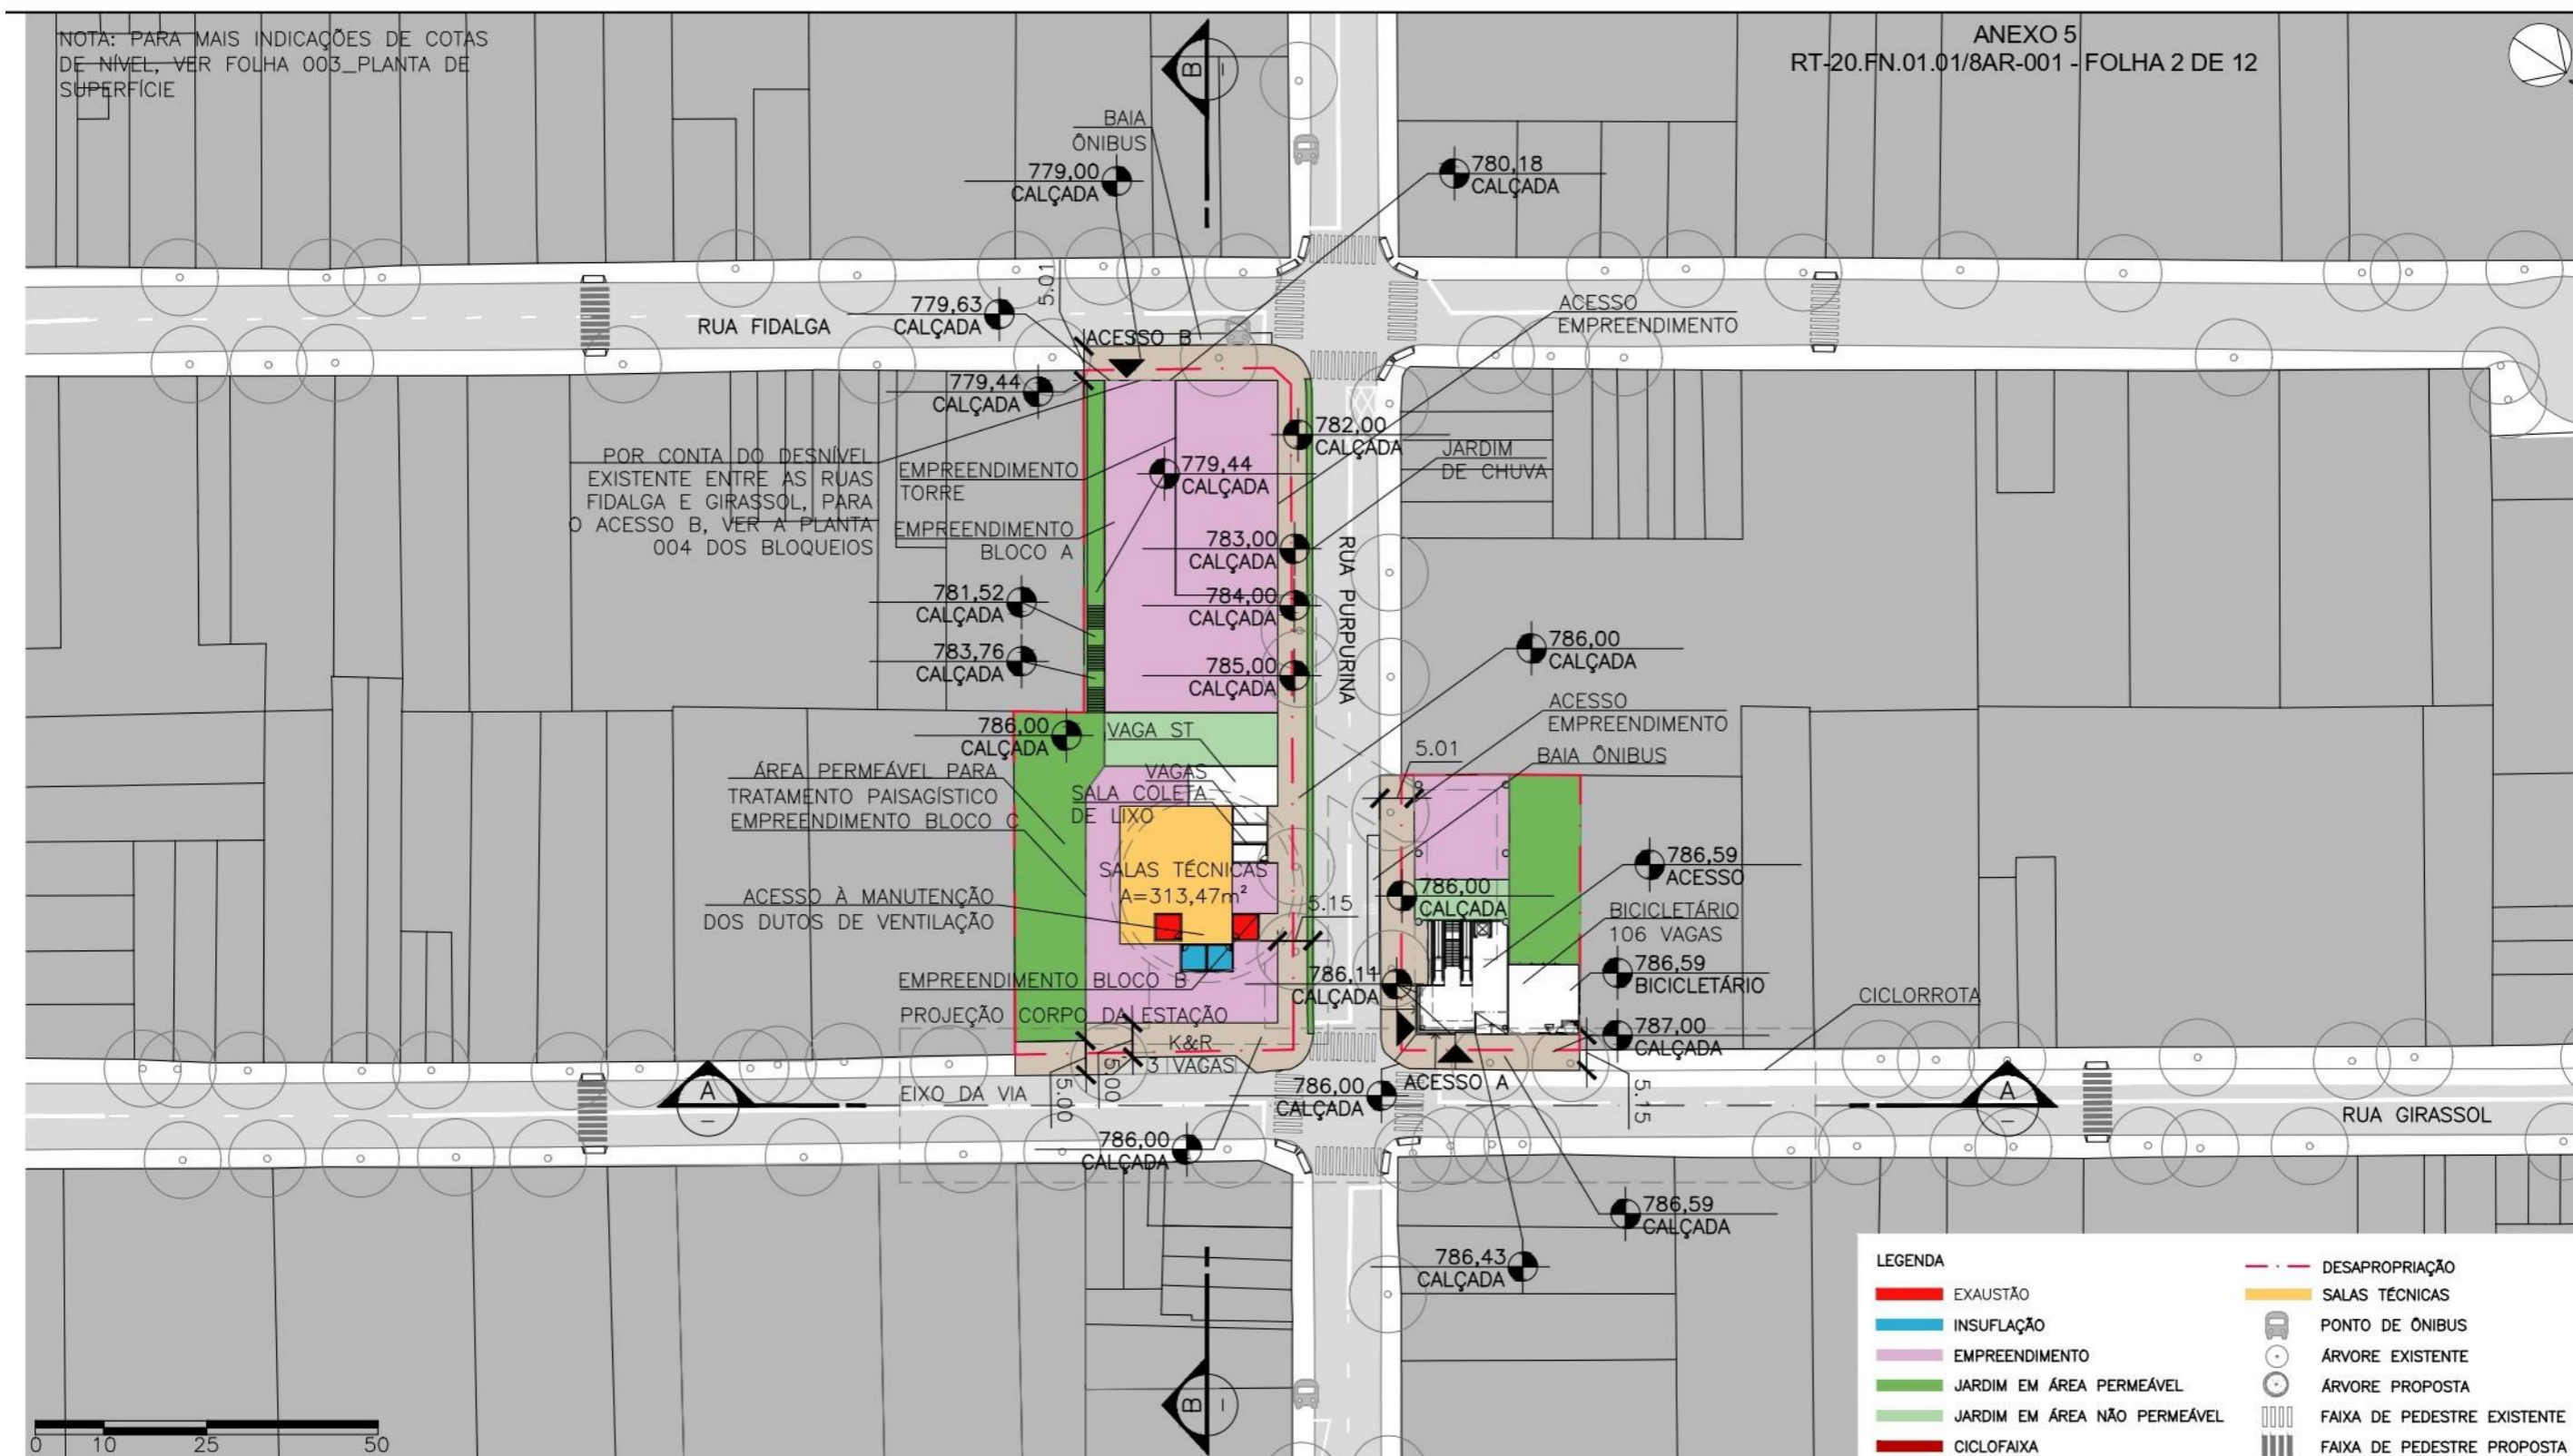 NOTA: PARA MAIS INDICAÇÕES DE COTAS
DE NÍVEL, VER FOLHA 003_PLANTA DE
SUPERFÍCIE
ANEXO 5
RT-20.FN.01.01/8AR-001 - FOLHA 2 DE 12
B
BAIA
ÔNIBUS
779,00
CALÇADA
780,18
CALÇADA
779,63
CALÇADA
5.01
RUA FIDALGA
ACESSO B
ACESSO
EMPREENDIMENTO
779,44
CALÇADA
782,00
CALÇADA
JARDIM
DE CHUVA
POR CONTA DO DESNÍVEL
EXISTENTE ENTRE AS RUAS
FIDALGA E GIRASSOL, PARA
O ACESSO B, VER A PLANTA
004 DOS BLOQUEIOS
EMPREENDIMENTO
TORRE
779,44
CALÇADA
EMPREENDIMENTO
BLOCO A
783,00
CALÇADA
RUA PURPURINA
781,52
CALÇADA
784,00
CALÇADA
783,76
CALÇADA
785,00
CALÇADA
786,00
CALÇADA
786,00
CALÇADA
VAGA ST
ACESSO
EMPREENDIMENTO
5.01
BAIA ÔNIBUS
ÁREA PERMEÁVEL PARA
TRATAMENTO PAISAGÍSTICO
EMPREENDIMENTO BLOCO C
VAGAS
SALA COLETA
DE LIXO
SALAS TÉCNICAS
A=313,47m²
786,59
ACESSO
786,00
CALÇADA
ACESSO À MANUTENÇÃO
DOS DUTOS DE VENTILAÇÃO
5.15
BICICLETÁRIO
106 VAGAS
786,59
BICICLETÁRIO
EMPREENDIMENTO BLOCO B
786,11
CALÇADA
CICLORROTA
PROJEÇÃO CORPO DA ESTAÇÃO
787,00
CALÇADA
K&R
3 VAGAS
5.00
5.00
EIXO DA VIA
A
786,00
CALÇADA
ACESSO A
5.15
A
RUA GIRASSOL
786,00
CALÇADA
786,59
CALÇADA
786,43
CALÇADA
B
0 10 25 50
LEGENDA
EXAUSTÃO
INSUFLAÇÃO
EMPREENDIMENTO
JARDIM EM ÁREA PERMEÁVEL
JARDIM EM ÁREA NÃO PERMEÁVEL
CICLOFAIXA
DESAPROPRIAÇÃO
SALAS TÉCNICAS
PONTO DE ÔNIBUS
ÁRVORE EXISTENTE
ÁRVORE PROPOSTA
FAIXA DE PEDESTRE EXISTENTE
FAIXA DE PEDESTRE PROPOSTA